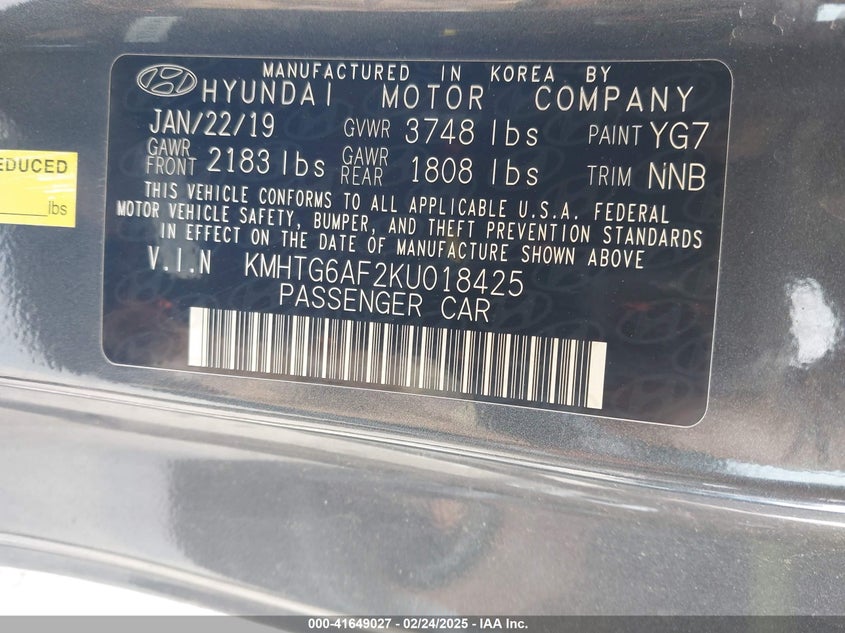 MANUFACTURED IN KOREA BY
HYUNDAI MOTOR COMPANY
JAN/22/19 GVWR 3748 lbs PAINT YG7
GAWR FRONT 2183 lbs GAWR REAR 1808 lbs TRIM NNB
THIS VEHICLE CONFORMS TO ALL APPLICABLE U.S.A. FEDERAL
MOTOR VEHICLE SAFETY, BUMPER, AND THEFT PREVENTION STANDARDS
IN EFFECT ON THE DATE OF MANUFACTURE SHOWN ABOVE
V.I.N KMHTG6AF2KU018425
PASSENGER CAR
EDUCED
lbs
000-41649027 - 02/24/2025 - IAA Inc.